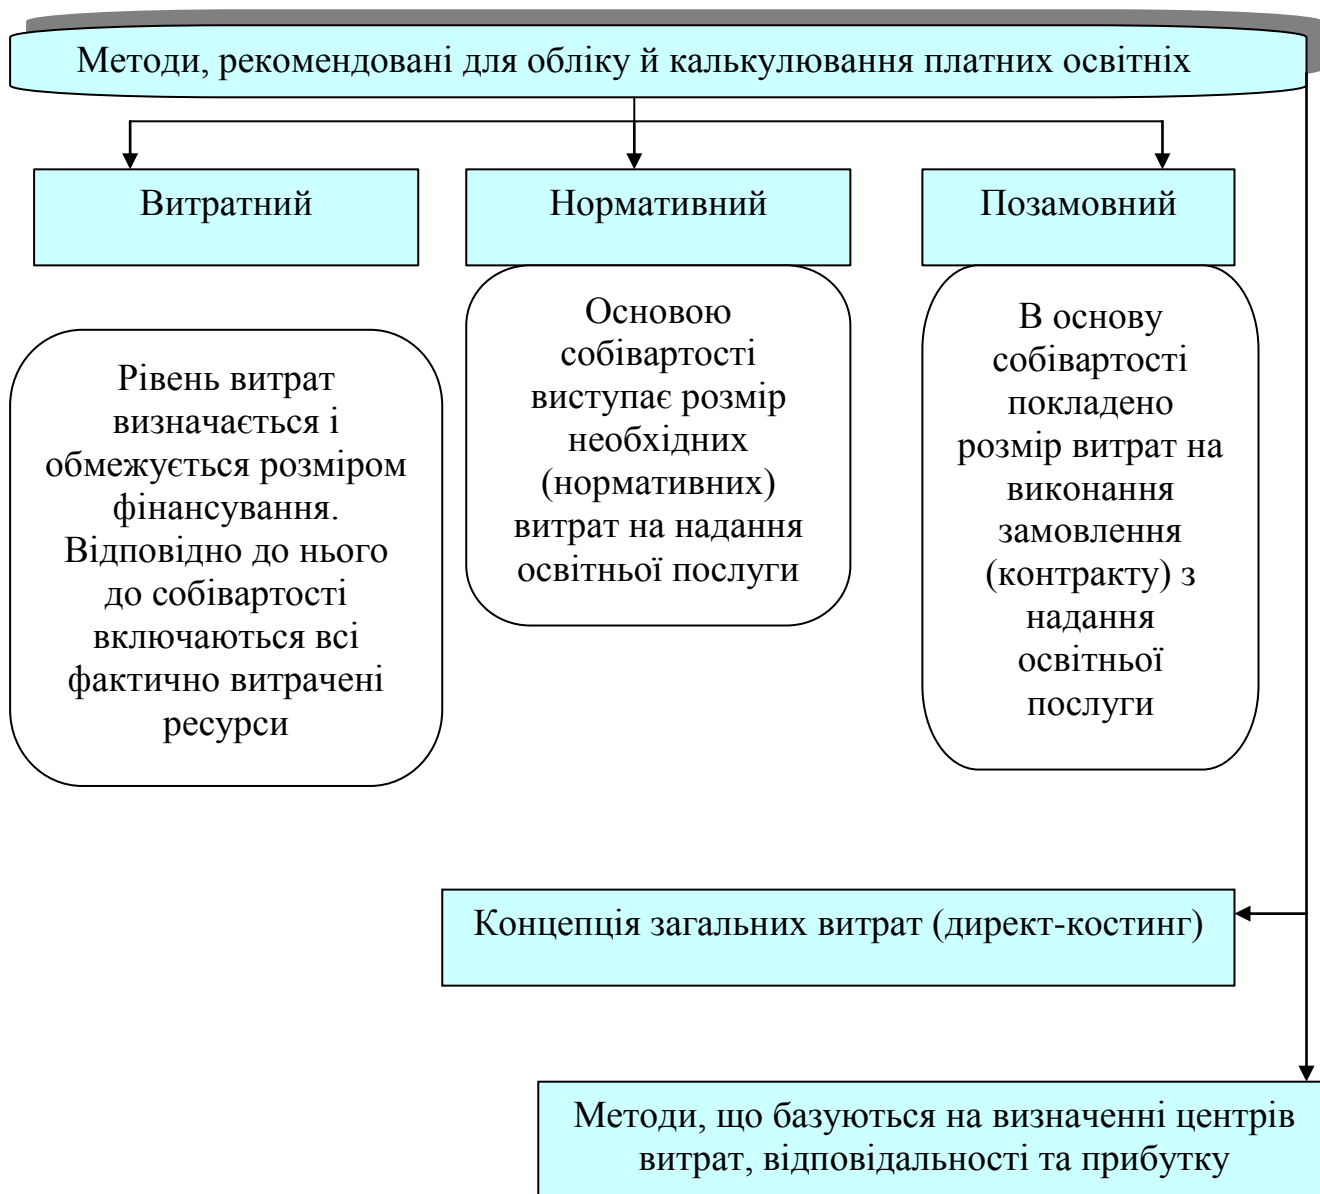 Методи, рекомендовані для обліку й калькулювання платних освітніх
Витратний
Рівень витрат
визначається і
обмежується розміром
фінансування.
Відповідно до нього
до собівартості
включаються всі
фактично витрачені
ресурси
Нормативний
Основою
собівартості
виступає розмір
необхідних
(нормативних)
витрат на надання
освітньої послуги
Позамовний
В основу
собівартості
покладено
розмір витрат на
виконання
замовлення
(контракту) з
надання
освітньої
послуги
Концепція загальних витрат (директ-костинг)
Методи, що базуються на визначенні центрів
витрат, відповідальності та прибутку